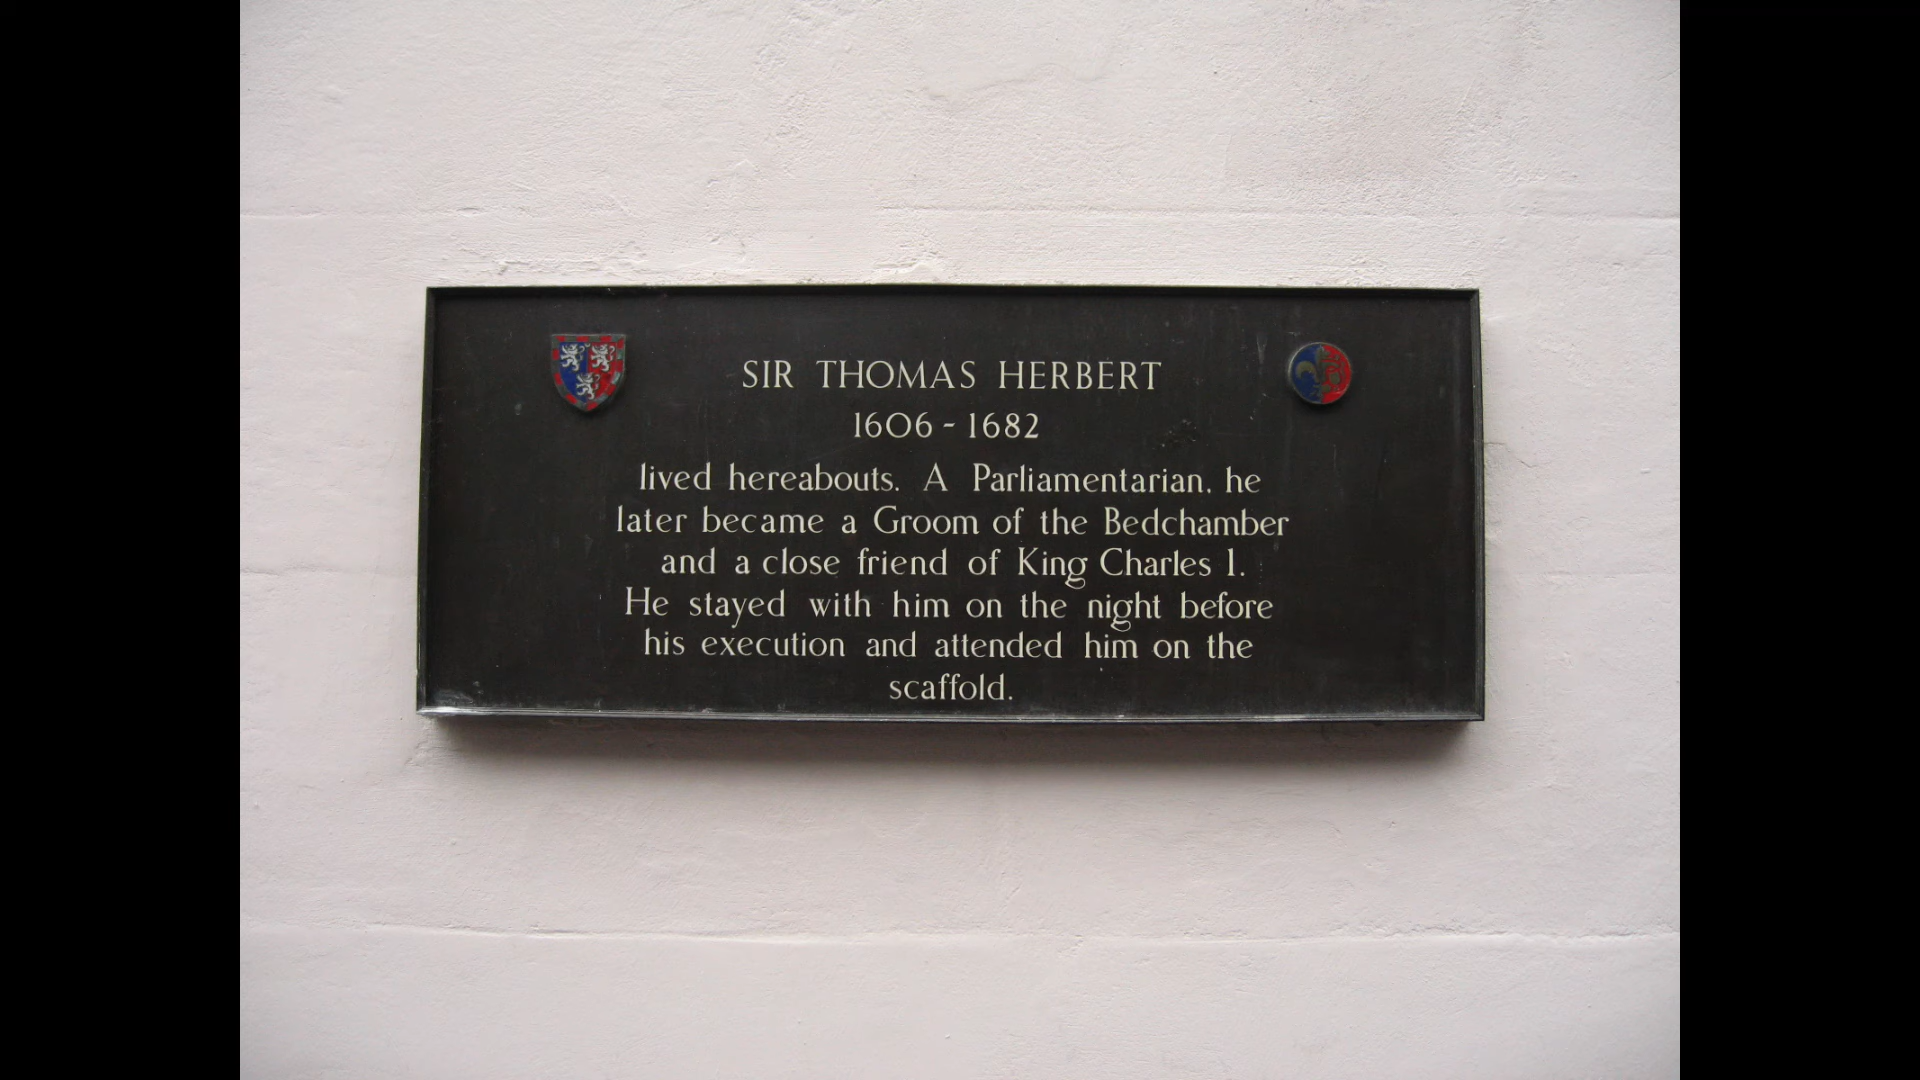 SIR THOMAS HERBERT
1606 - 1682
lived hereabouts. A Parliamentarian, he
later became a Groom of the Bedchamber
and a close friend of King Charles 1.
He stayed with him on the night before
his execution and attended him on the
scaffold.